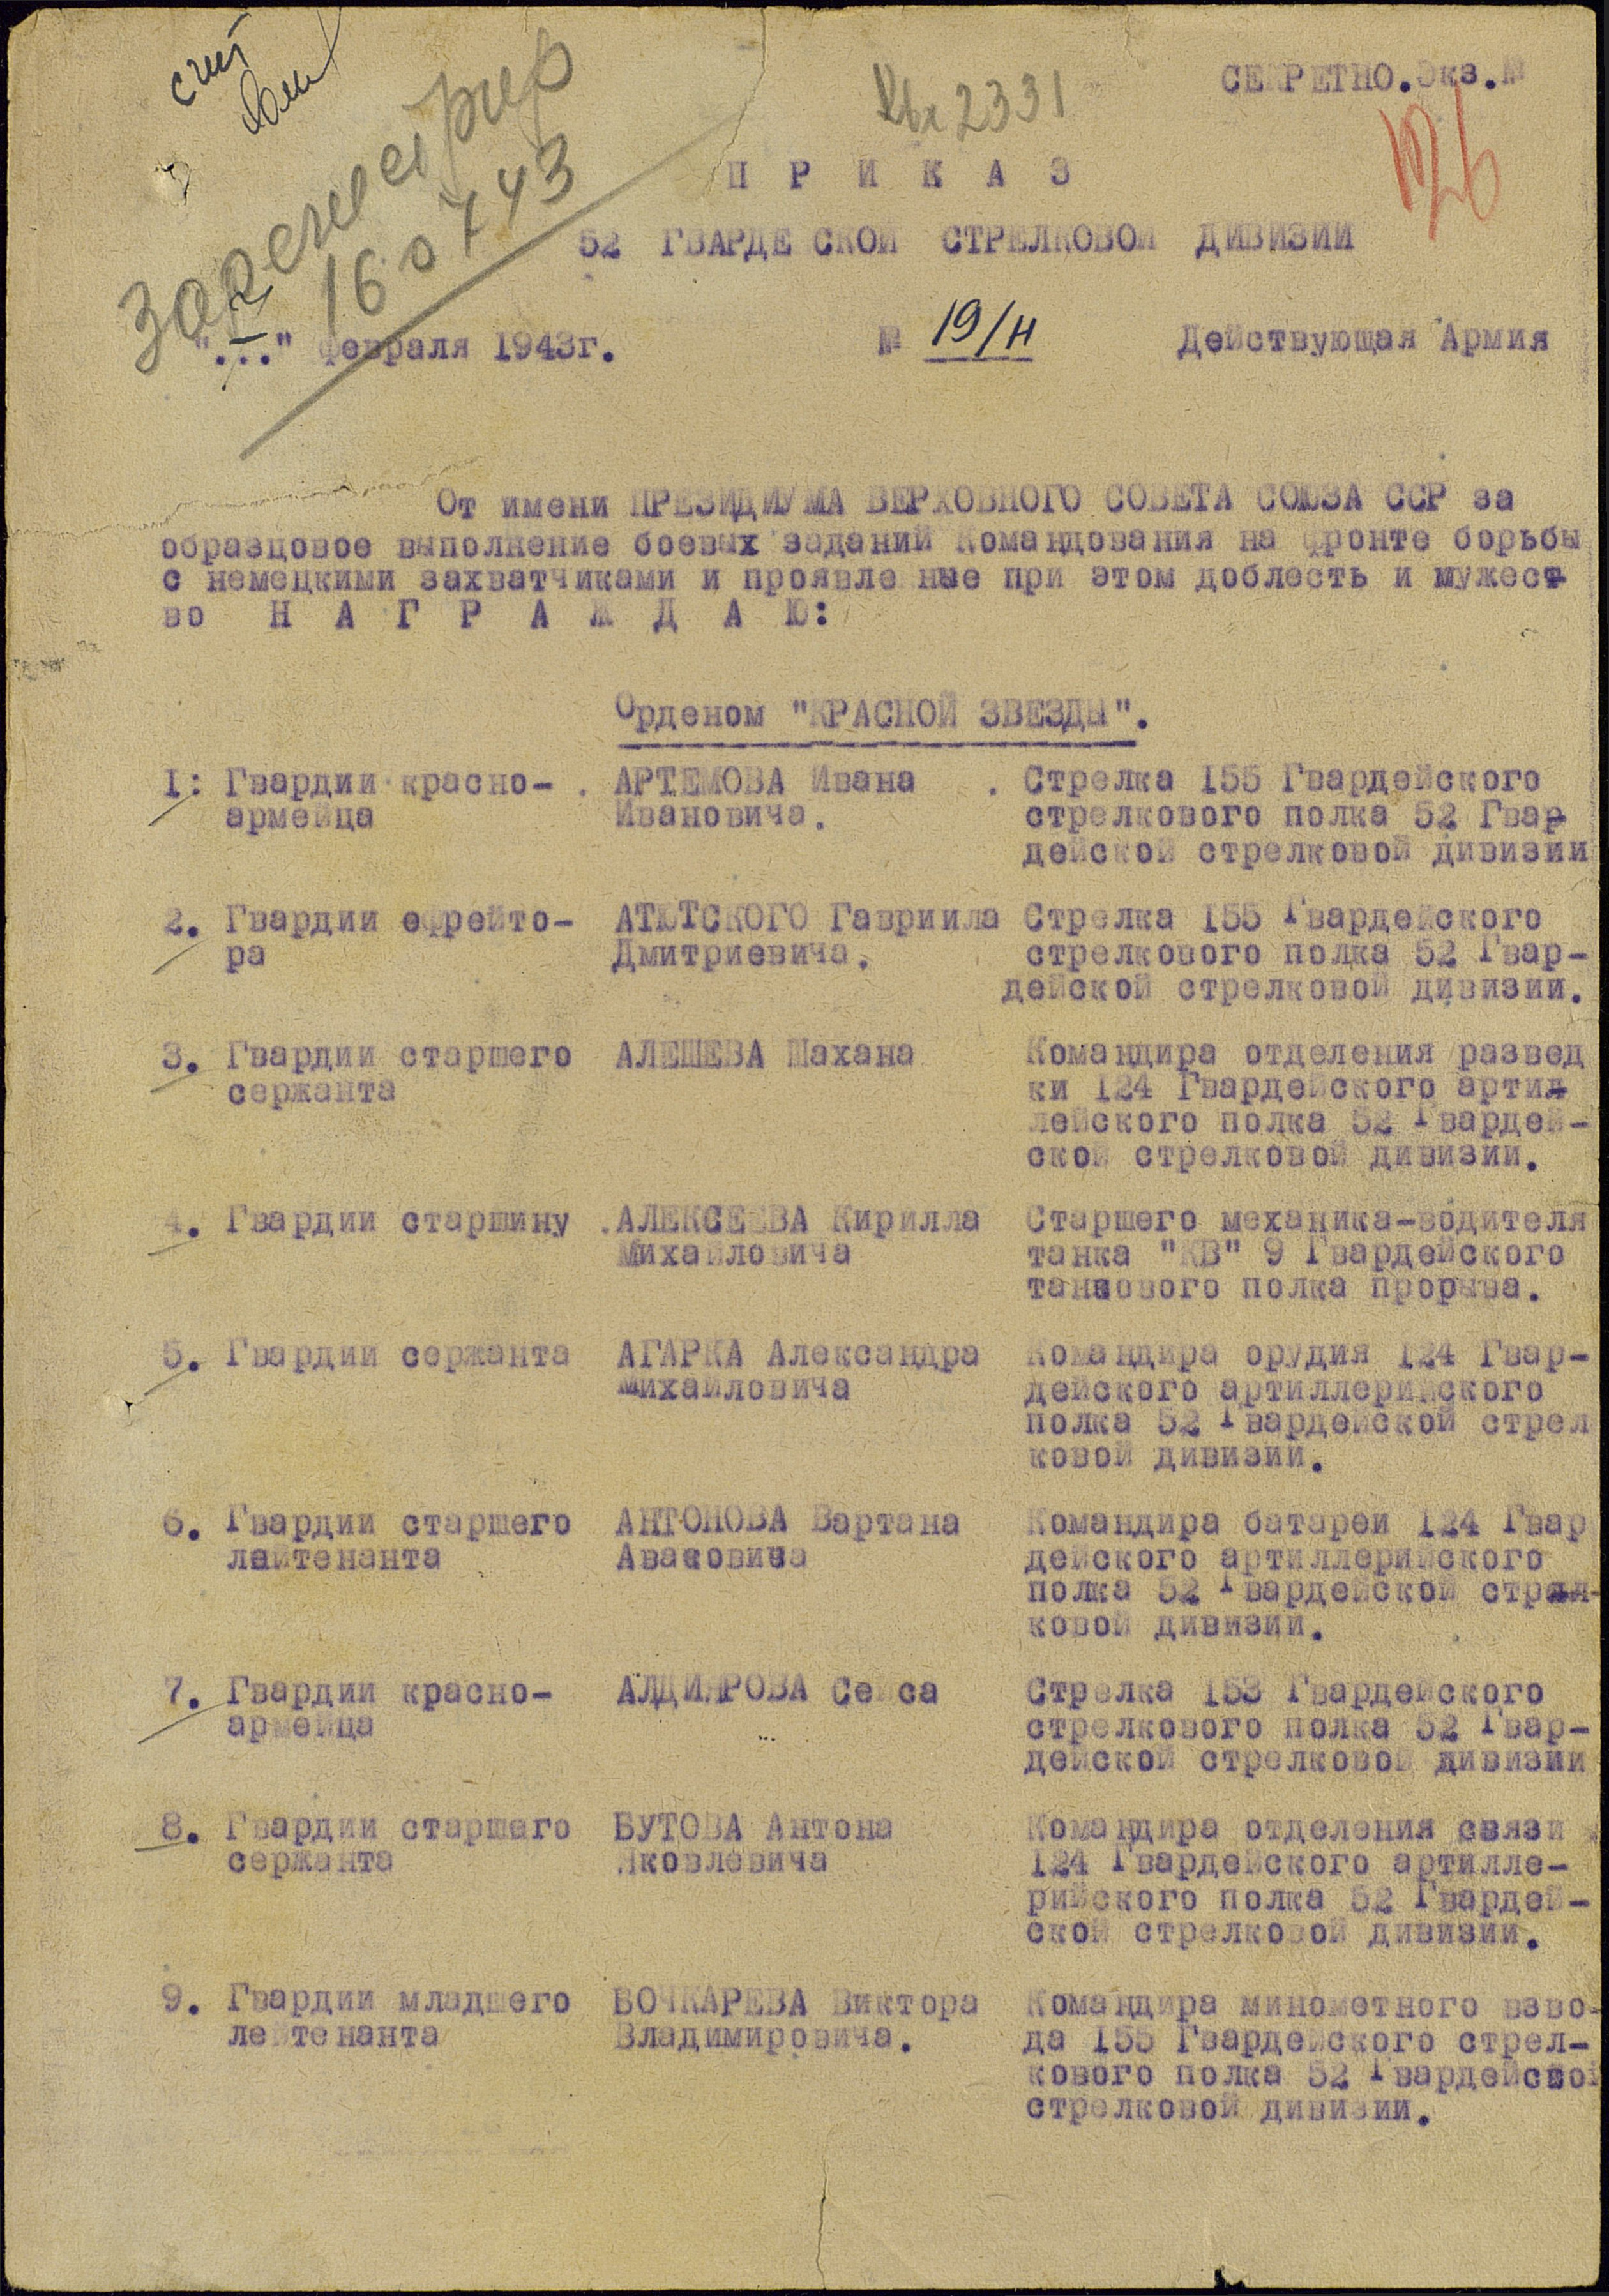 счит
Вх 2331
СЕКРЕТНО. Экз. №
126
зарегистрир
16 0743
П Р И К А З
52 ГВАРДЕ СКОЙ СТРЕЛКОВОЙ ДИВИЗИИ
"..." февраля 1943г. № 19/н Действующая Армия
От имени ПРЕЗИДИУМА ВЕРХОВНОГО СОВЕТА СОЮЗА ССР за
образцовое выполнение боевых заданий Командования на фронте борьбы
с немецкими захватчиками и проявле ные при этом доблесть и мужест
во Н А Г Р А Ж Д А Ю:
Орденом "КРАСНОЙ ЗВЕЗДЫ".
1: Гвардии красно- АРТЕМОВА Ивана Стрелка 155 Гвардейского
армейца Ивановича. стрелкового полка 52 Гвар-
дейской стрелковой дивизии
2. Гвардии ефрейто- АТЮТСКОГО Гавриила Стрелка 155 Гвардейского
ра Дмитриевича. стрелкового полка 52 Гвар-
дейской стрелковой дивизии.
3. Гвардии старшего АЛЕШЕВА Шахана Командира отделения развед
сержанта ки 124 Гвардейского артил
лейского полка 52 Гвардей-
ской стрелковой дивизии.
4. Гвардии старшину АЛЕКСЕЕВА Кирилла Старшего механика-водителя
Михайловича танка "КВ" 9 Гвардейского
танкового полка прорыва.
5. Гвардии сержанта АГАРКА Александра Командира орудия 124 Гвар-
Михайловича дейского артиллерийского
полка 52 Гвардейской стрел
ковой дивизии.
6. Гвардии старшего АНТОНОВА Вартана Командира батареи 124 Гвар
лейтенанта Авасовича дейского артиллерийского
полка 52 Гвардейской стрел-
ковой дивизии.
7. Гвардии красно- АЛДИЯРОВА Сейса Стрелка 153 Гвардейского
армейца стрелкового полка 52 Гвар-
дейской стрелковой дивизии
8. Гвардии старшего БУТОВА Антона Командира отделения связи
сержанта Яковлевича 124 Гвардейского артилле-
рийского полка 52 Гвардей-
ской стрелковой дивизии.
9. Гвардии младшего БОЧКАРЕВА Виктора Командира минометного взво-
лейтенанта Владимировича. да 155 Гвардейского стрел-
кового полка 52 Гвардейской
стрелковой дивизии.